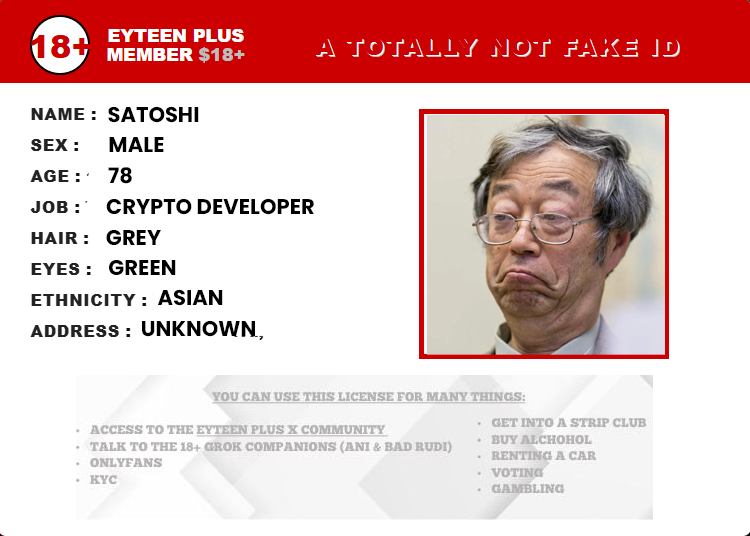 18+
EYTEEN PLUS
MEMBER $18+
A TOTALLY NOT FAKE ID
NAME : SATOSHI
SEX : MALE
AGE : 78
JOB : CRYPTO DEVELOPER
HAIR : GREY
EYES : GREEN
ETHNICITY : ASIAN
ADDRESS : UNKNOWN,
YOU CAN USE THIS LICENSE FOR MANY THINGS:
• ACCESS TO THE EYTEEN PLUS X COMMUNITY
• TALK TO THE 18+ GROK COMPANIONS (ANI & BAD RUDI)
• ONLYFANS
• KYC
• GET INTO A STRIP CLUB
• BUY ALCHOHOL
• RENTING A CAR
• VOTING
• GAMBLING